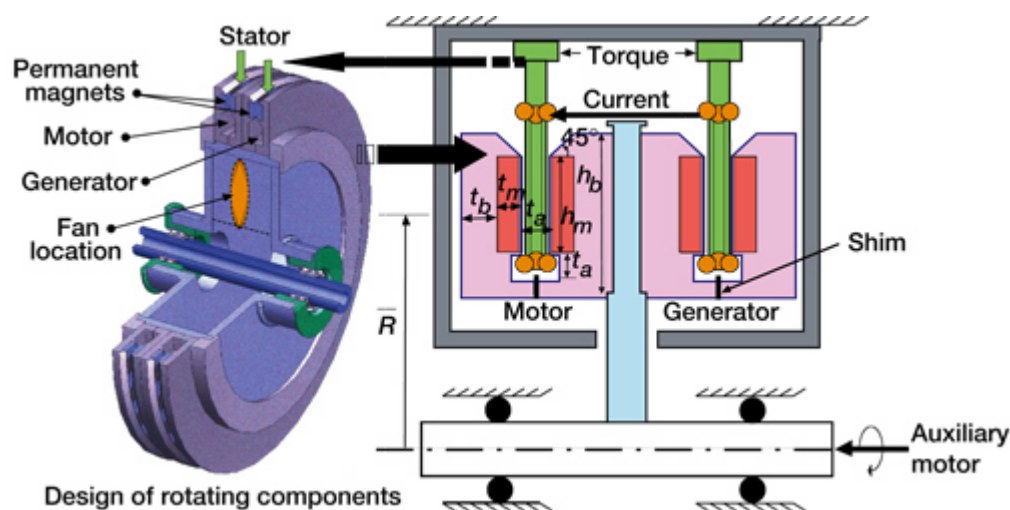 Stator
Permanent
magnets
Motor
Generator
Fan
location
Design of rotating components
Torque
Current
45°
h_b
t_m
t_b
t_a
h_m
t_a
Shim
Motor
Generator
R̅
Auxiliary
motor